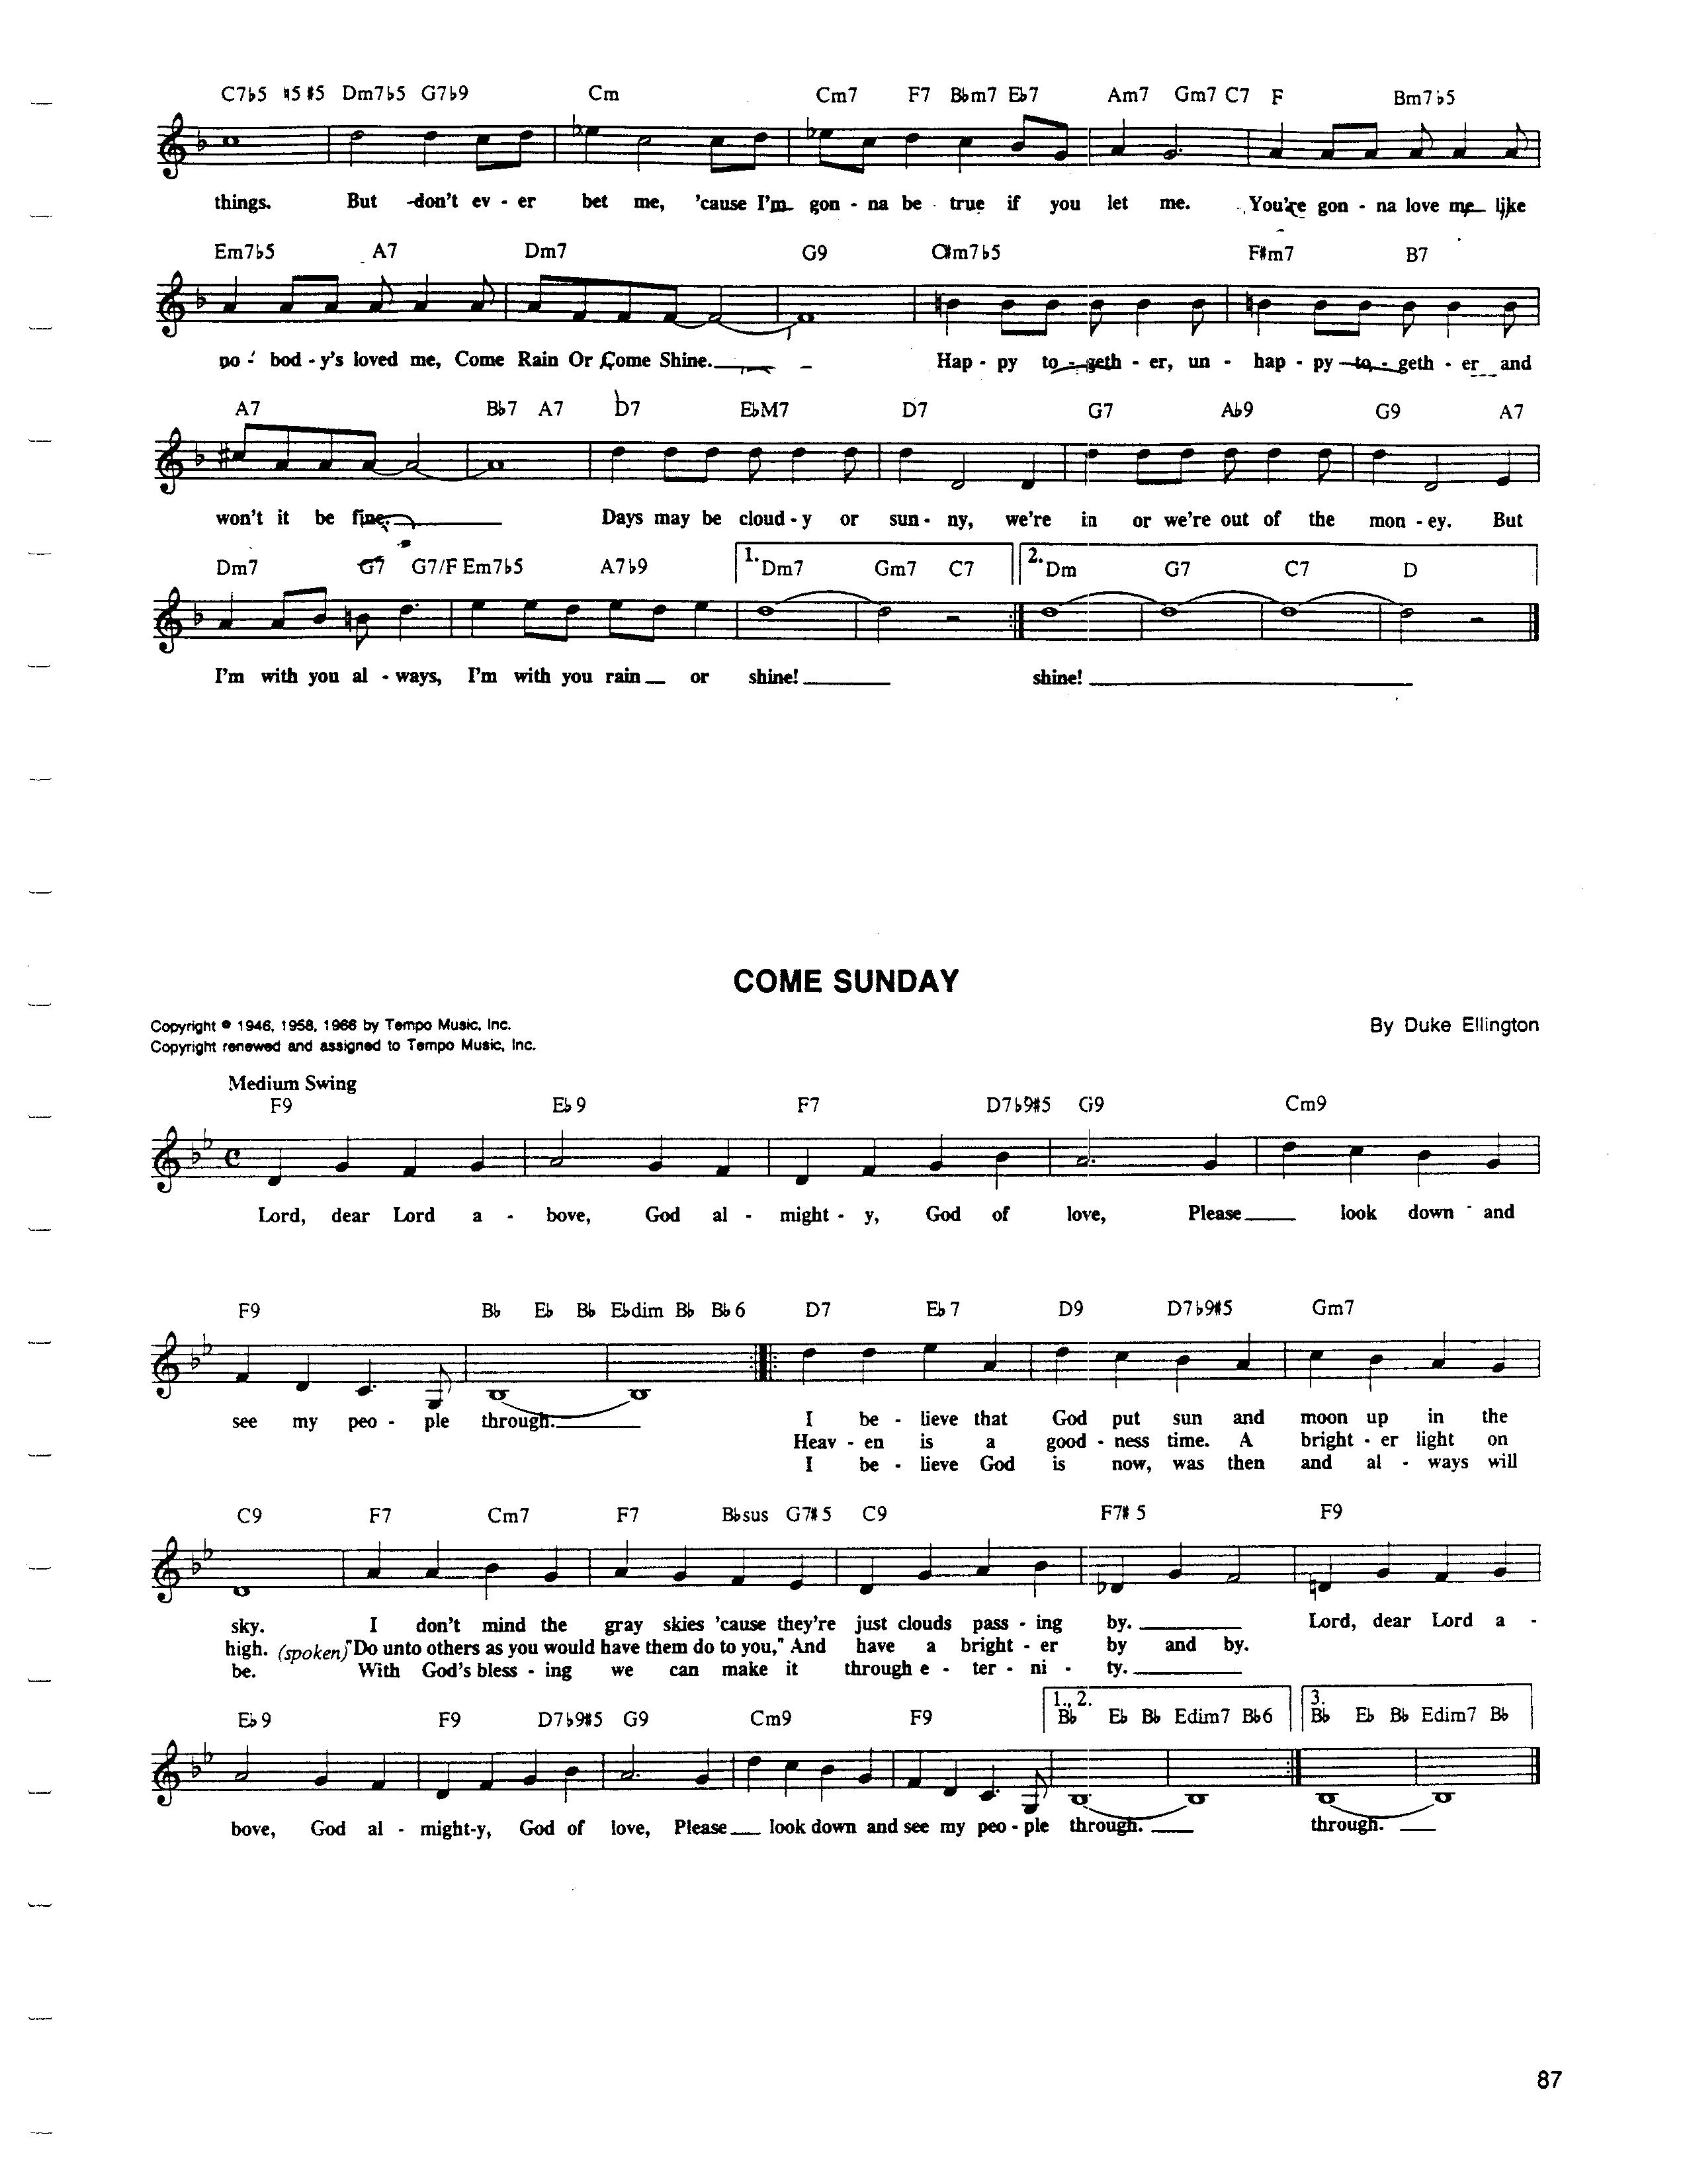 C7♭5 ♮5 #5 Dm7♭5 G7♭9 Cm Cm7 F7 B♭m7 E♭7 Am7 Gm7 C7 F Bm7♭5
things. But don't ev - er bet me, 'cause I'm gon - na be true if you let me. You're gon - na love me like
Em7♭5 A7 Dm7 G9 C#m7♭5 F#m7 B7
no - bod - y's loved me, Come Rain Or Come Shine. Hap - py to - geth - er, un - hap - py to - geth - er and
A7 B♭7 A7 D7 E♭M7 D7 G7 A♭9 G9 A7
won't it be fine. Days may be cloud - y or sun - ny, we're in or we're out of the mon - ey. But
Dm7 G7 G7/F Em7♭5 A7♭9 1. Dm7 Gm7 C7 2. Dm G7 C7 D
I'm with you al - ways, I'm with you rain or shine! shine!
COME SUNDAY
Copyright © 1946, 1958, 1966 by Tempo Music, Inc.
Copyright renewed and assigned to Tempo Music, Inc.
By Duke Ellington
Medium Swing
F9 E♭9 F7 D7♭9#5 G9 Cm9
Lord, dear Lord a - bove, God al - might - y, God of love, Please look down and
F9 B♭ E♭ B♭ E♭dim B♭ B♭6 D7 E♭7 D9 D7♭9#5 Gm7
see my peo - ple through. I be - lieve that God put sun and moon up in the
Heav - en is a good - ness time. A bright - er light on
I be - lieve God is now, was then and al - ways will
C9 F7 Cm7 F7 B♭sus G7#5 C9 F7#5 F9
sky. I don't mind the gray skies 'cause they're just clouds pass - ing by. Lord, dear Lord a -
high. (spoken) "Do unto others as you would have them do to you," And have a bright - er by and by.
be. With God's bless - ing we can make it through e - ter - ni - ty.
E♭9 F9 D7♭9#5 G9 Cm9 F9 1., 2. B♭ E♭ B♭ Edim7 B♭6 3. B♭ E♭ B♭ Edim7 B♭
bove, God al - might-y, God of love, Please look down and see my peo - ple through. through.
87